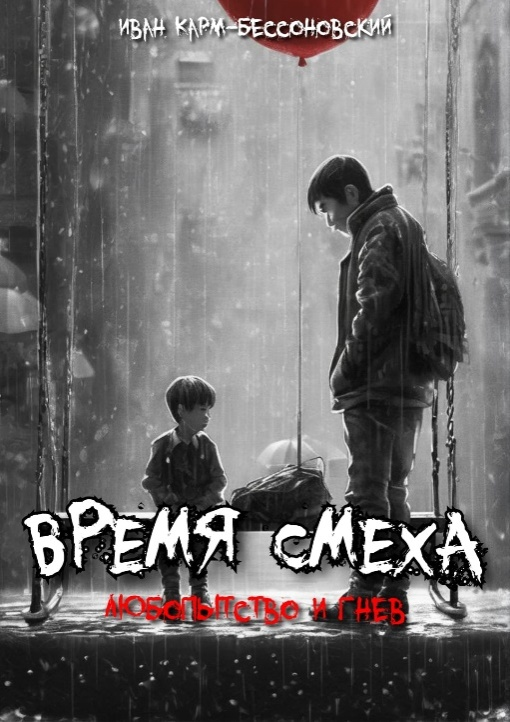 ИВАН КАРМ-БЕССОНОВСКИЙ
ВРЕМЯ СМЕХА
ЛЮБОПЫТСТВО И ГНЕВ